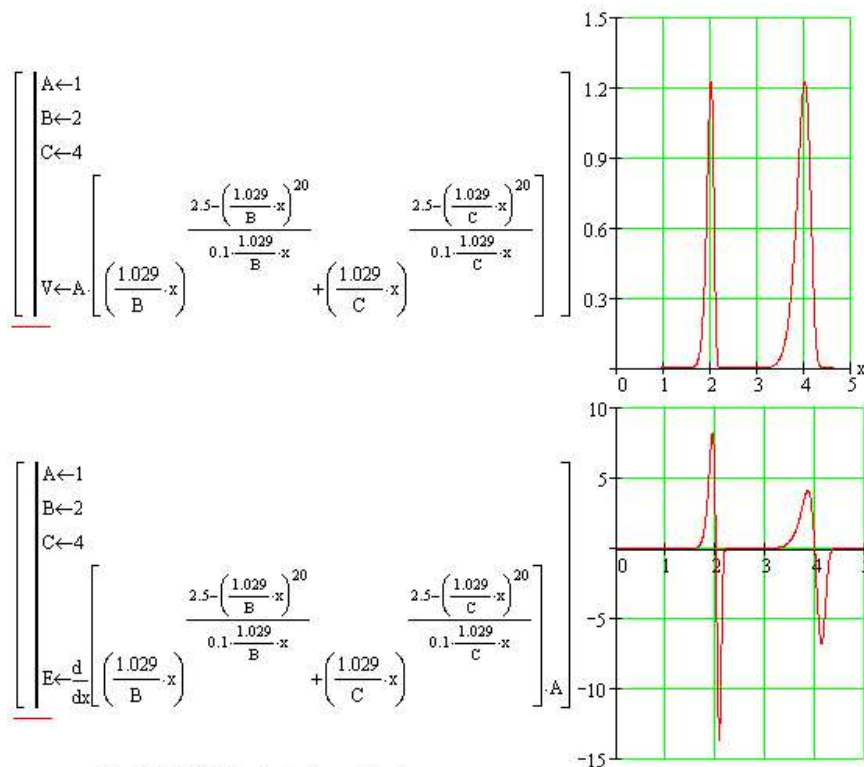 A←1
B←2
C←4
V←A·[(1.029/B·x)^((2.5-(1.029/B·x)^20)/(0.1·1.029/B·x))+(1.029/C·x)^((2.5-(1.029/C·x)^20)/(0.1·1.029/C·x))]
1.5
1.2
0.9
0.6
0.3
0 1 2 3 4 5 x
A←1
B←2
C←4
E←d/dx[(1.029/B·x)^((2.5-(1.029/B·x)^20)/(0.1·1.029/B·x))+(1.029/C·x)^((2.5-(1.029/C·x)^20)/(0.1·1.029/C·x))]·A
10
5
0 1 2 3 4 5
−5
−10
−15